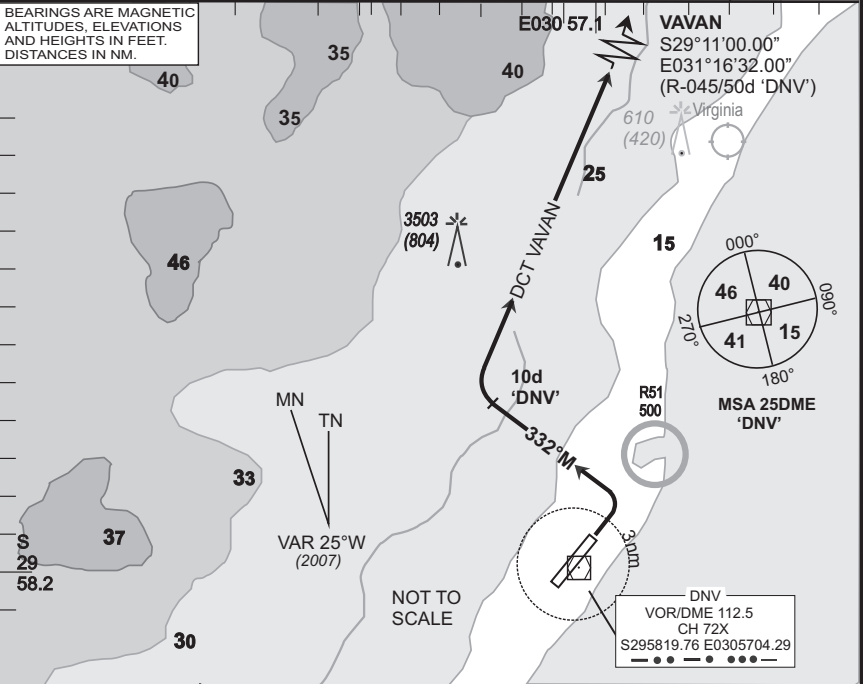 BEARINGS ARE MAGNETIC
ALTITUDES, ELEVATIONS
AND HEIGHTS IN FEET.
DISTANCES IN NM.
E030 57.1
VAVAN
S29°11'00.00"
E031°16'32.00"
(R-045/50d 'DNV')
610
(420)
Virginia
40
35
35
40
25
3503
(804)
46
15
DCT VAVAN
000°
090°
180°
270°
46
40
41
15
MSA 25DME
'DNV'
10d
'DNV'
R51
500
332°M
MN
TN
VAR 25°W
(2007)
33
37
S
29
58.2
30
NOT TO
SCALE
3nm
DNV
VOR/DME 112.5
CH 72X
S295819.76 E0305704.29